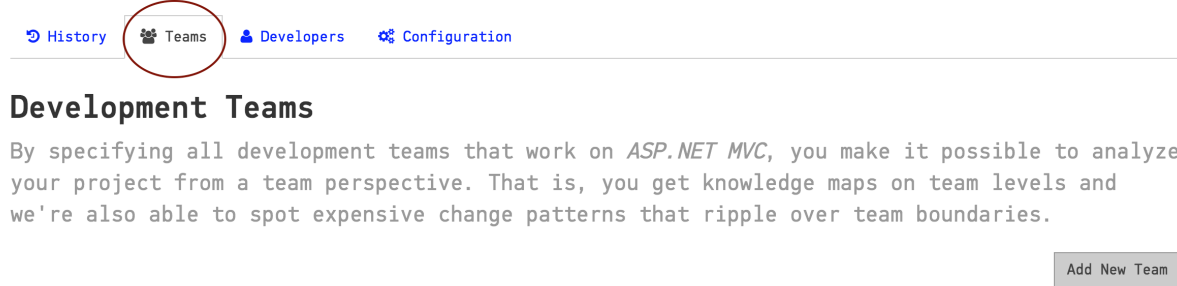 History Teams Developers Configuration
Development Teams
By specifying all development teams that work on ASP.NET MVC, you make it possible to analyze
your project from a team perspective. That is, you get knowledge maps on team levels and
we're also able to spot expensive change patterns that ripple over team boundaries.
Add New Team